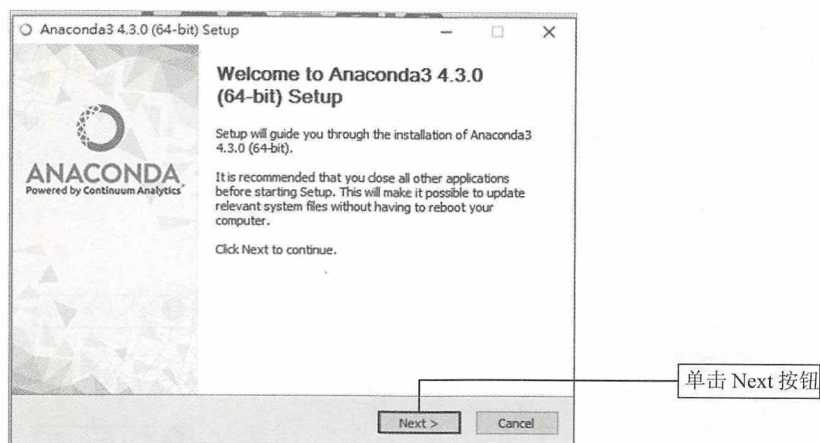 Anaconda3 4.3.0 (64-bit) Setup
Welcome to Anaconda3 4.3.0
(64-bit) Setup
Setup will guide you through the installation of Anaconda3
4.3.0 (64-bit).
It is recommended that you close all other applications
before starting Setup. This will make it possible to update
relevant system files without having to reboot your
computer.
Click Next to continue.
ANACONDA
Powered by Continuum Analytics
单击 Next 按钮
Next >
Cancel